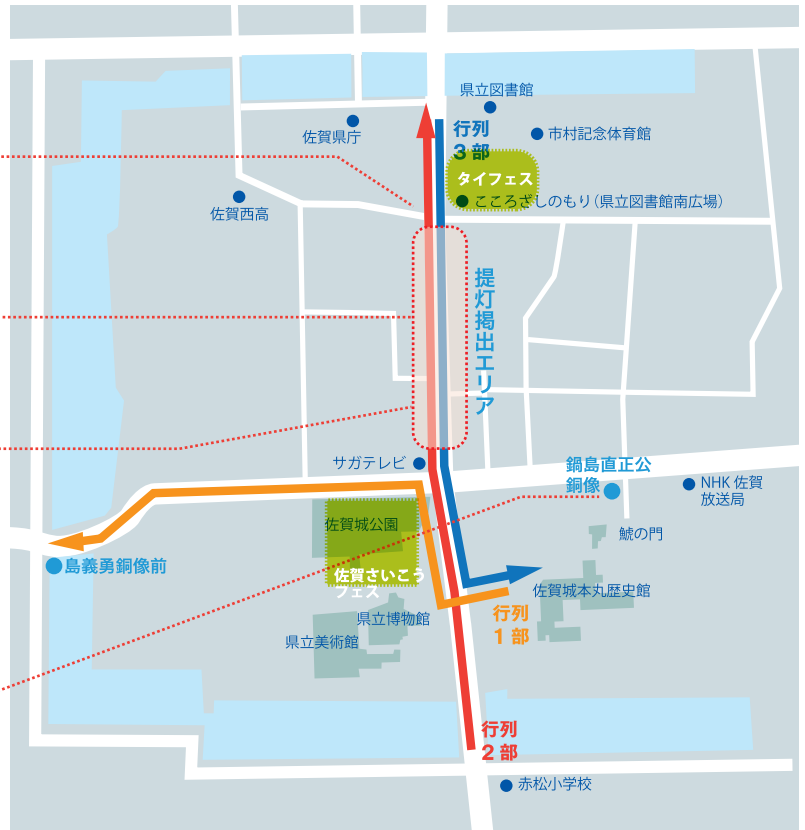 県立図書館
行列
3 部
市村記念体育館
佐賀県庁
タイフェス
こころざしのもり（県立図書館南広場）
佐賀西高
提灯掲出エリア
サガテレビ
鍋島直正公
銅像
NHK 佐賀
放送局
佐賀城公園
鯱の門
島義勇銅像前
佐賀さいこう
フェス
佐賀城本丸歴史館
県立博物館
行列
1 部
県立美術館
行列
2 部
赤松小学校